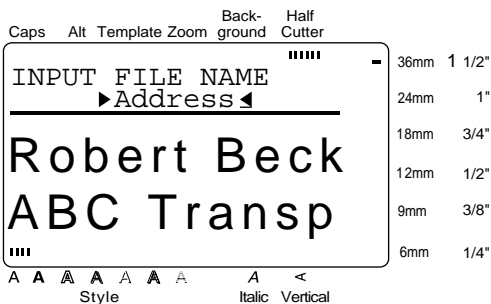 Caps Alt Template Zoom Back-ground Half Cutter
INPUT FILE NAME
Address
Robert Beck
ABC Transp
36mm 1 1/2"
24mm 1"
18mm 3/4"
12mm 1/2"
9mm 3/8"
6mm 1/4"
A A A A A A A A A
Style Italic Vertical